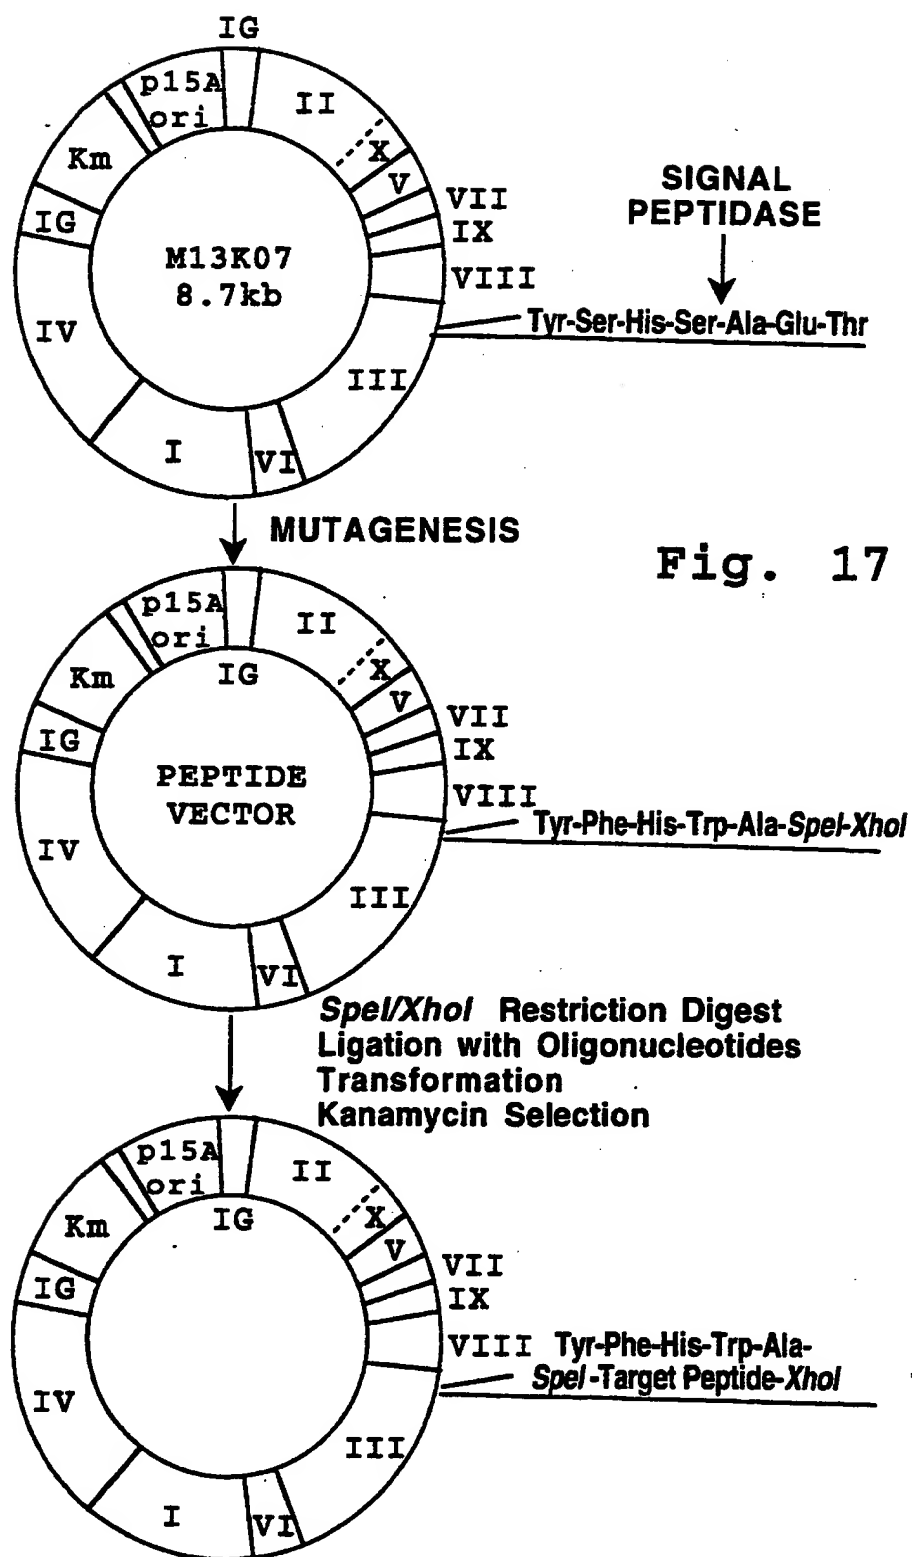 IG
p15A
ori
II
X
V
Km
VII
IG
IX
VIII
M13K07
8.7kb
IV
III
I
VI
SIGNAL
PEPTIDASE
Tyr-Ser-His-Ser-Ala-Glu-Thr
MUTAGENESIS
Fig. 17
p15A
ori
II
IG
X
V
Km
VII
IG
IX
VIII
PEPTIDE
VECTOR
Tyr-Phe-His-Trp-Ala-SpeI-XhoI
IV
III
I
VI
SpeI/XhoI Restriction Digest
Ligation with Oligonucleotides
Transformation
Kanamycin Selection
p15A
ori
II
IG
X
V
Km
VII
IG
IX
VIII
Tyr-Phe-His-Trp-Ala-
SpeI-Target Peptide-XhoI
IV
III
I
VI